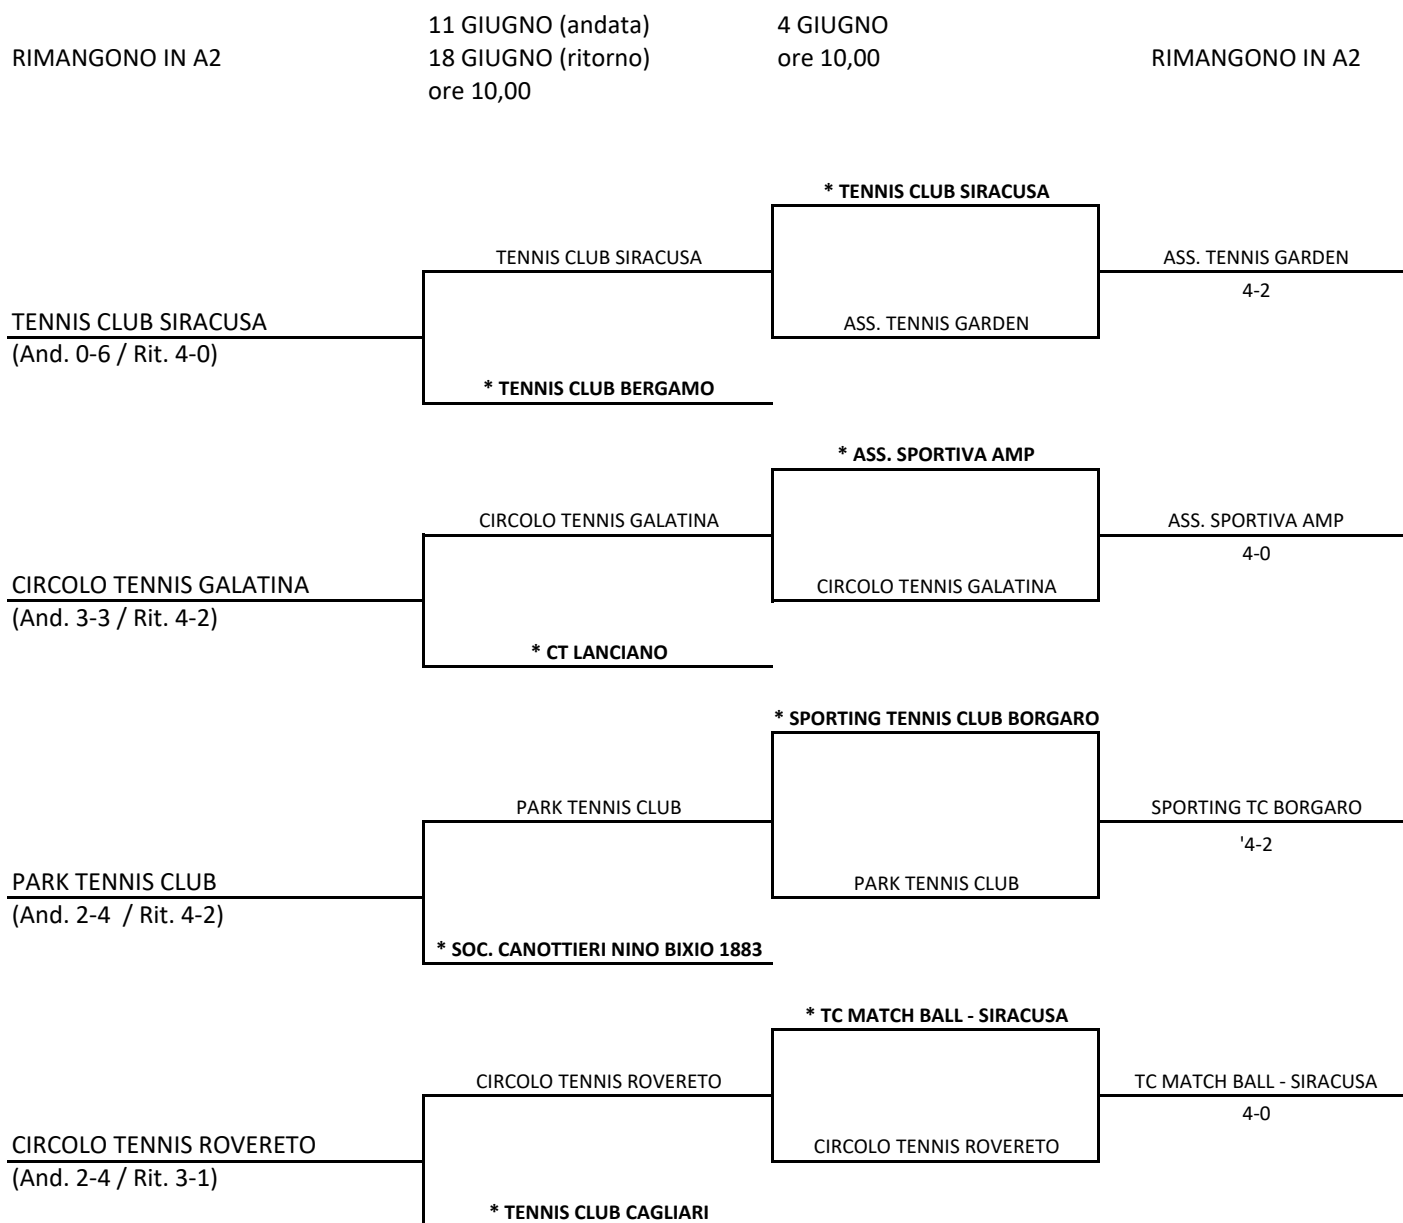 11 GIUGNO (andata)
4 GIUGNO
RIMANGONO IN A2
18 GIUGNO (ritorno)
ore 10,00
RIMANGONO IN A2
ore 10,00
* TENNIS CLUB SIRACUSA
TENNIS CLUB SIRACUSA
ASS. TENNIS GARDEN
4-2
TENNIS CLUB SIRACUSA
ASS. TENNIS GARDEN
(And. 0-6 / Rit. 4-0)
* TENNIS CLUB BERGAMO
* ASS. SPORTIVA AMP
CIRCOLO TENNIS GALATINA
ASS. SPORTIVA AMP
4-0
CIRCOLO TENNIS GALATINA
CIRCOLO TENNIS GALATINA
(And. 3-3 / Rit. 4-2)
* CT LANCIANO
* SPORTING TENNIS CLUB BORGARO
PARK TENNIS CLUB
SPORTING TC BORGARO
'4-2
PARK TENNIS CLUB
PARK TENNIS CLUB
(And. 2-4 / Rit. 4-2)
* SOC. CANOTTIERI NINO BIXIO 1883
* TC MATCH BALL - SIRACUSA
CIRCOLO TENNIS ROVERETO
TC MATCH BALL - SIRACUSA
4-0
CIRCOLO TENNIS ROVERETO
CIRCOLO TENNIS ROVERETO
(And. 2-4 / Rit. 3-1)
* TENNIS CLUB CAGLIARI